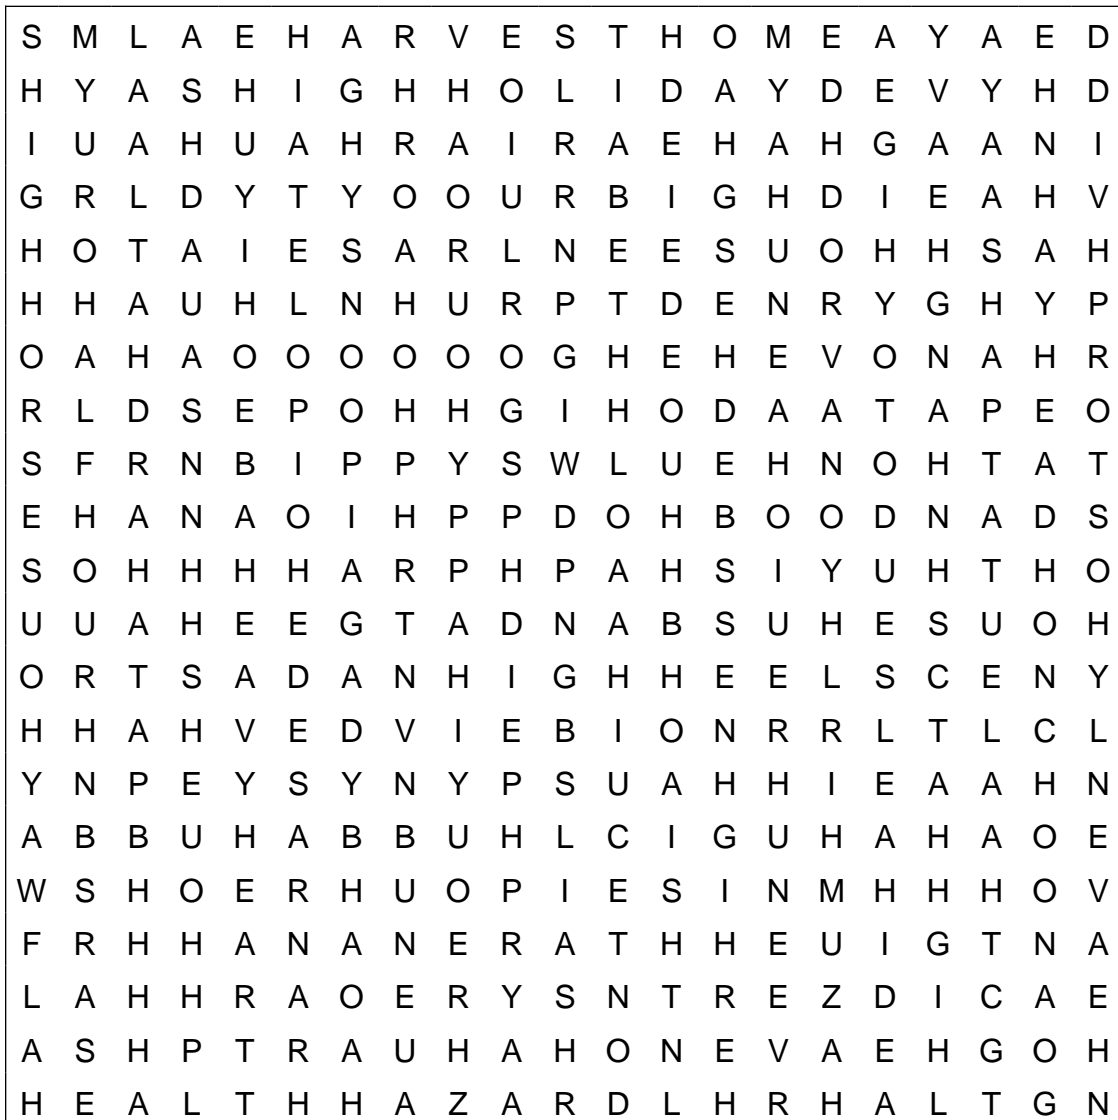 S M L A E H A R V E S T H O M E A Y A E D
H Y A S H I G H H O L I D A Y D E V Y H D
I U A H U A H R A I R A E H A H G A A N I
G R L D Y T Y O O U R B I G H D I E A H V
H O T A I E S A R L N E E S U O H H S A H
H H A U H L N H U R P T D E N R Y G H Y P
O A H A O O O O O O G H E H E V O N A H R
R L D S E P O H H G I H O D A A T A P E O
S F R N B I P P Y S W L U E H N O H T A T
E H A N A O I H P P D O H B O O D N A D S
S O H H H H A R P H P A H S I Y U H T H O
U U A H E E G T A D N A B S U H E S U O H
O R T S A D A N H I G H H E E L S C E N Y
H H A H V E D V I E B I O N R R L T L C L
Y N P E Y S Y N Y P S U A H H I E A A H N
A B B U H A B B U H L C I G U H A H A O E
W S H O E R H U O P I E S I N M H H H O V
F R H H A N A N E R A T H H E U I G T N A
L A H H R A O E R Y S N T R E Z D I C A E
A S H P T R A U H A H O N E V A E H G O H
H E A L T H H A Z A R D L H R H A L T G N